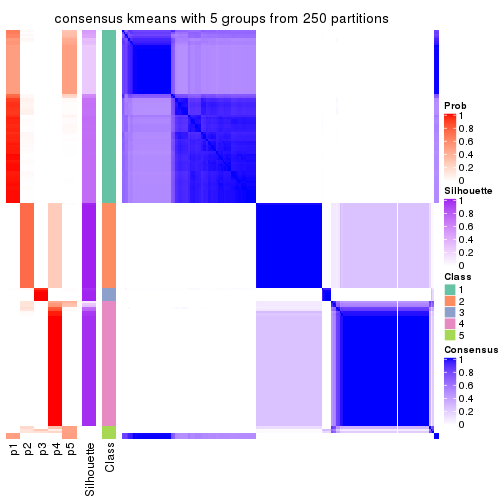 consensus kmeans with 5 groups from 250 partitions
Prob
1
0.8
0.6
0.4
0.2
0
Silhouette
1
0.8
0.6
0.4
0.2
0
Class
1
2
3
4
5
Consensus
1
0.8
0.6
0.4
0.2
0
p1
p2
p3
p4
p5
Silhouette
Class